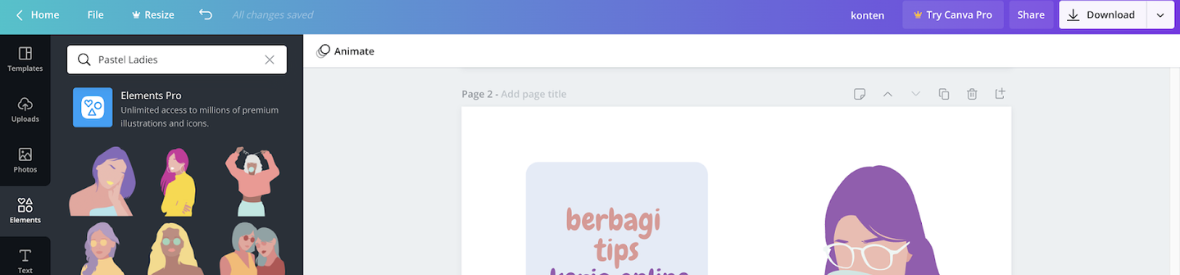 Home File Resize All changes saved konten Try Canva Pro Share Download
Templates
Uploads
Photos
Elements
Text
Pastel Ladies
Elements Pro
Unlimited access to millions of premium
illustrations and icons.
Animate
Page 2 - Add page title
berbagi
tips
kerja online